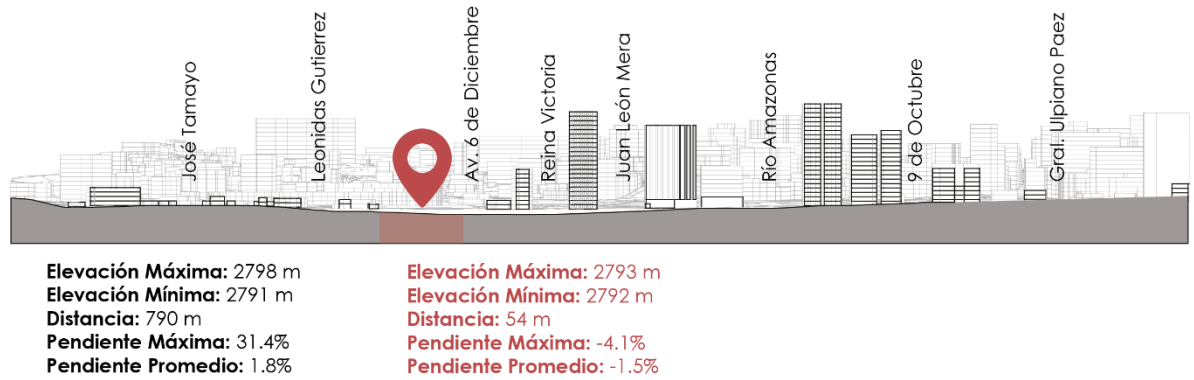 José Tamayo
Leonidas Gutierrez
Av. 6 de Diciembre
Reina Victoria
Juan León Mera
Río Amazonas
9 de Octubre
Gral. Ulpiano Paez
Elevación Máxima: 2798 m
Elevación Mínima: 2791 m
Distancia: 790 m
Pendiente Máxima: 31.4%
Pendiente Promedio: 1.8%
Elevación Máxima: 2793 m
Elevación Mínima: 2792 m
Distancia: 54 m
Pendiente Máxima: -4.1%
Pendiente Promedio: -1.5%